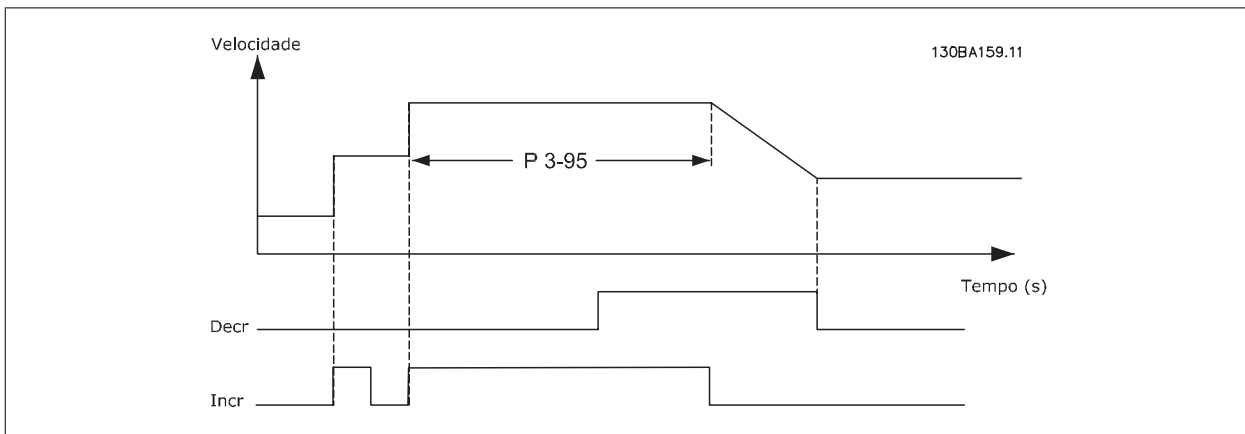 Velocidade
130BA159.11
P 3-95
Tempo (s)
Decr
Incr